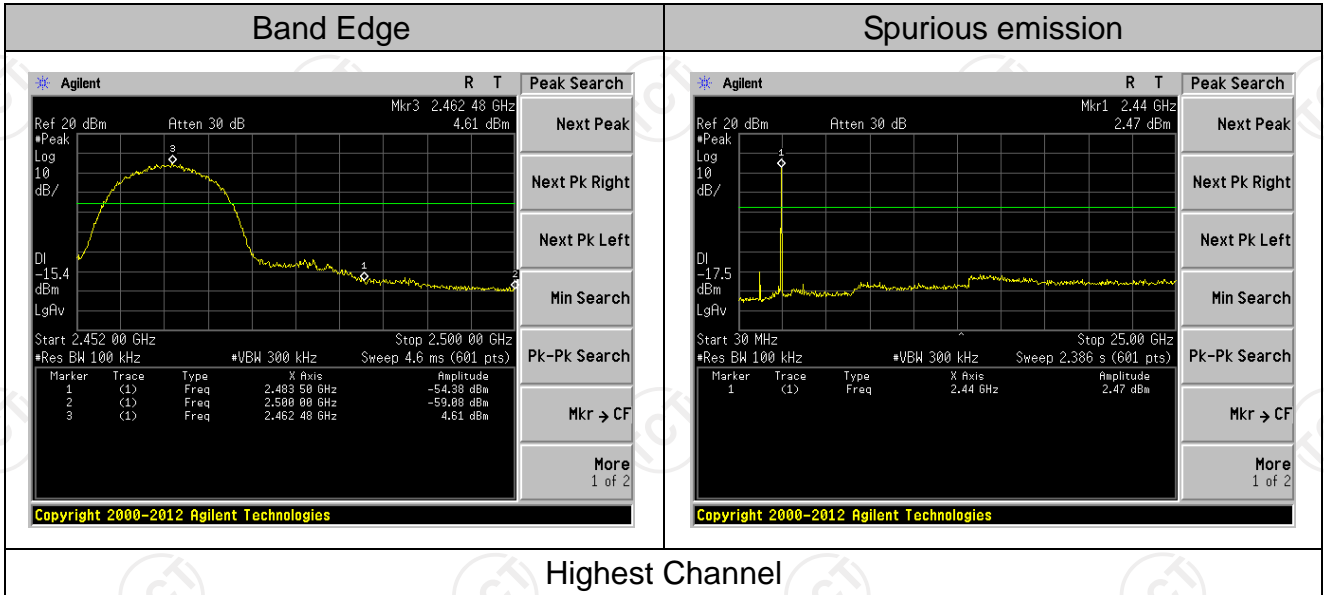 Band Edge
Spurious emission
Agilent
R T
Peak Search
Mkr3 2.462 48 GHz
Ref 20 dBm
Atten 30 dB
4.61 dBm
#Peak
Log
10
dB/
3
1
2
DI
-15.4
dBm
LgAv
Start 2.452 00 GHz
Stop 2.500 00 GHz
#Res BW 100 kHz
#VBW 300 kHz
Sweep 4.6 ms (601 pts)
Marker Trace Type X Axis Amplitude
1 (1) Freq 2.483 50 GHz -54.38 dBm
2 (1) Freq 2.500 00 GHz -59.08 dBm
3 (1) Freq 2.462 48 GHz 4.61 dBm
Next Peak
Next Pk Right
Next Pk Left
Min Search
Pk-Pk Search
Mkr → CF
More
1 of 2
Copyright 2000-2012 Agilent Technologies
Agilent
R T
Peak Search
Mkr1 2.44 GHz
Ref 20 dBm
Atten 30 dB
2.47 dBm
#Peak
Log
10
dB/
1
DI
-17.5
dBm
LgAv
Start 30 MHz
Stop 25.00 GHz
#Res BW 100 kHz
#VBW 300 kHz
Sweep 2.386 s (601 pts)
Marker Trace Type X Axis Amplitude
1 (1) Freq 2.44 GHz 2.47 dBm
Next Peak
Next Pk Right
Next Pk Left
Min Search
Pk-Pk Search
Mkr → CF
More
1 of 2
Copyright 2000-2012 Agilent Technologies
Highest Channel